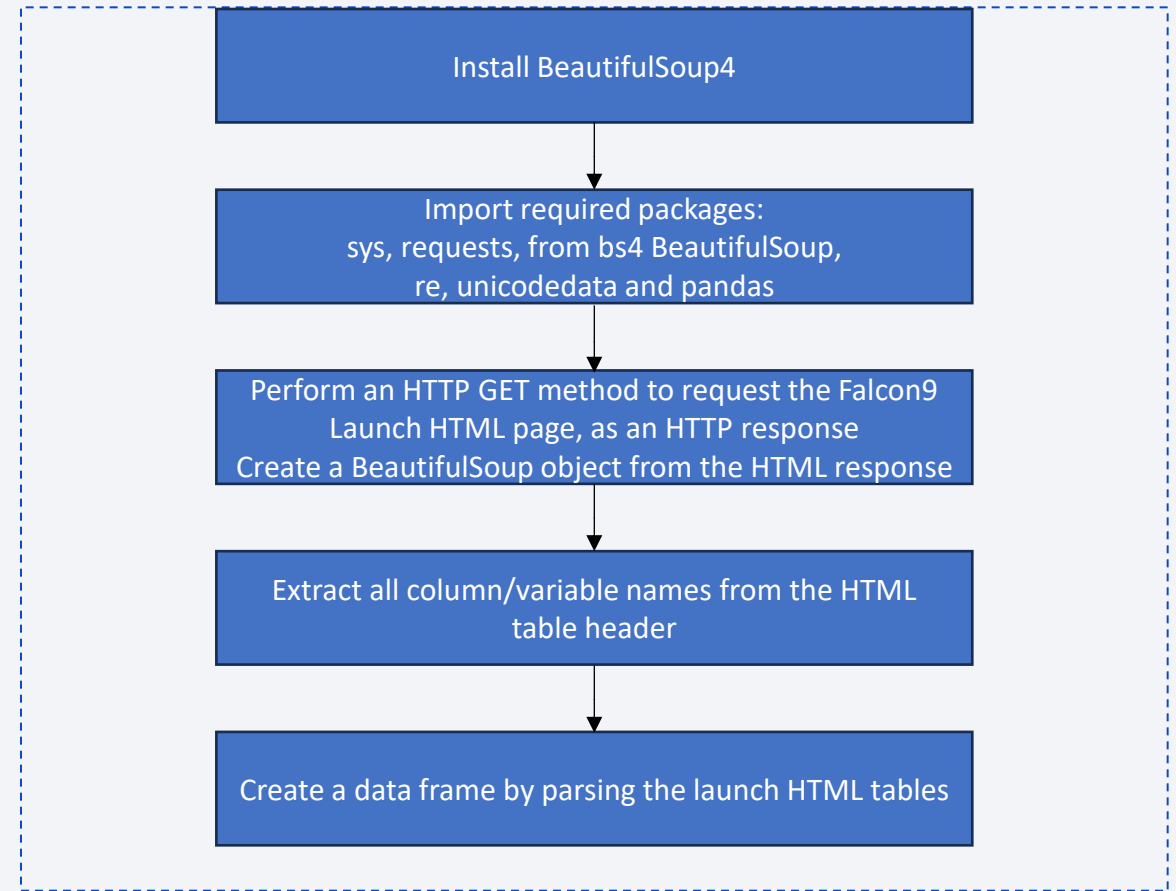 Install BeautifulSoup4
Import required packages:
sys, requests, from bs4 BeautifulSoup,
re, unicodedata and pandas
Perform an HTTP GET method to request the Falcon9
Launch HTML page, as an HTTP response
Create a BeautifulSoup object from the HTML response
Extract all column/variable names from the HTML
table header
Create a data frame by parsing the launch HTML tables